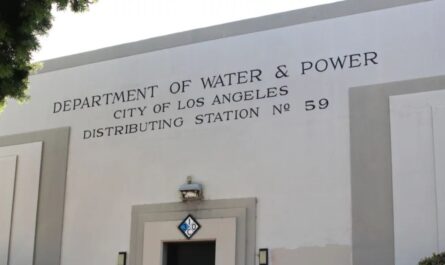 DEPARTMENT OF WATER & POWER
CITY OF LOS ANGELES
DISTRIBUTING STATION Nº 59